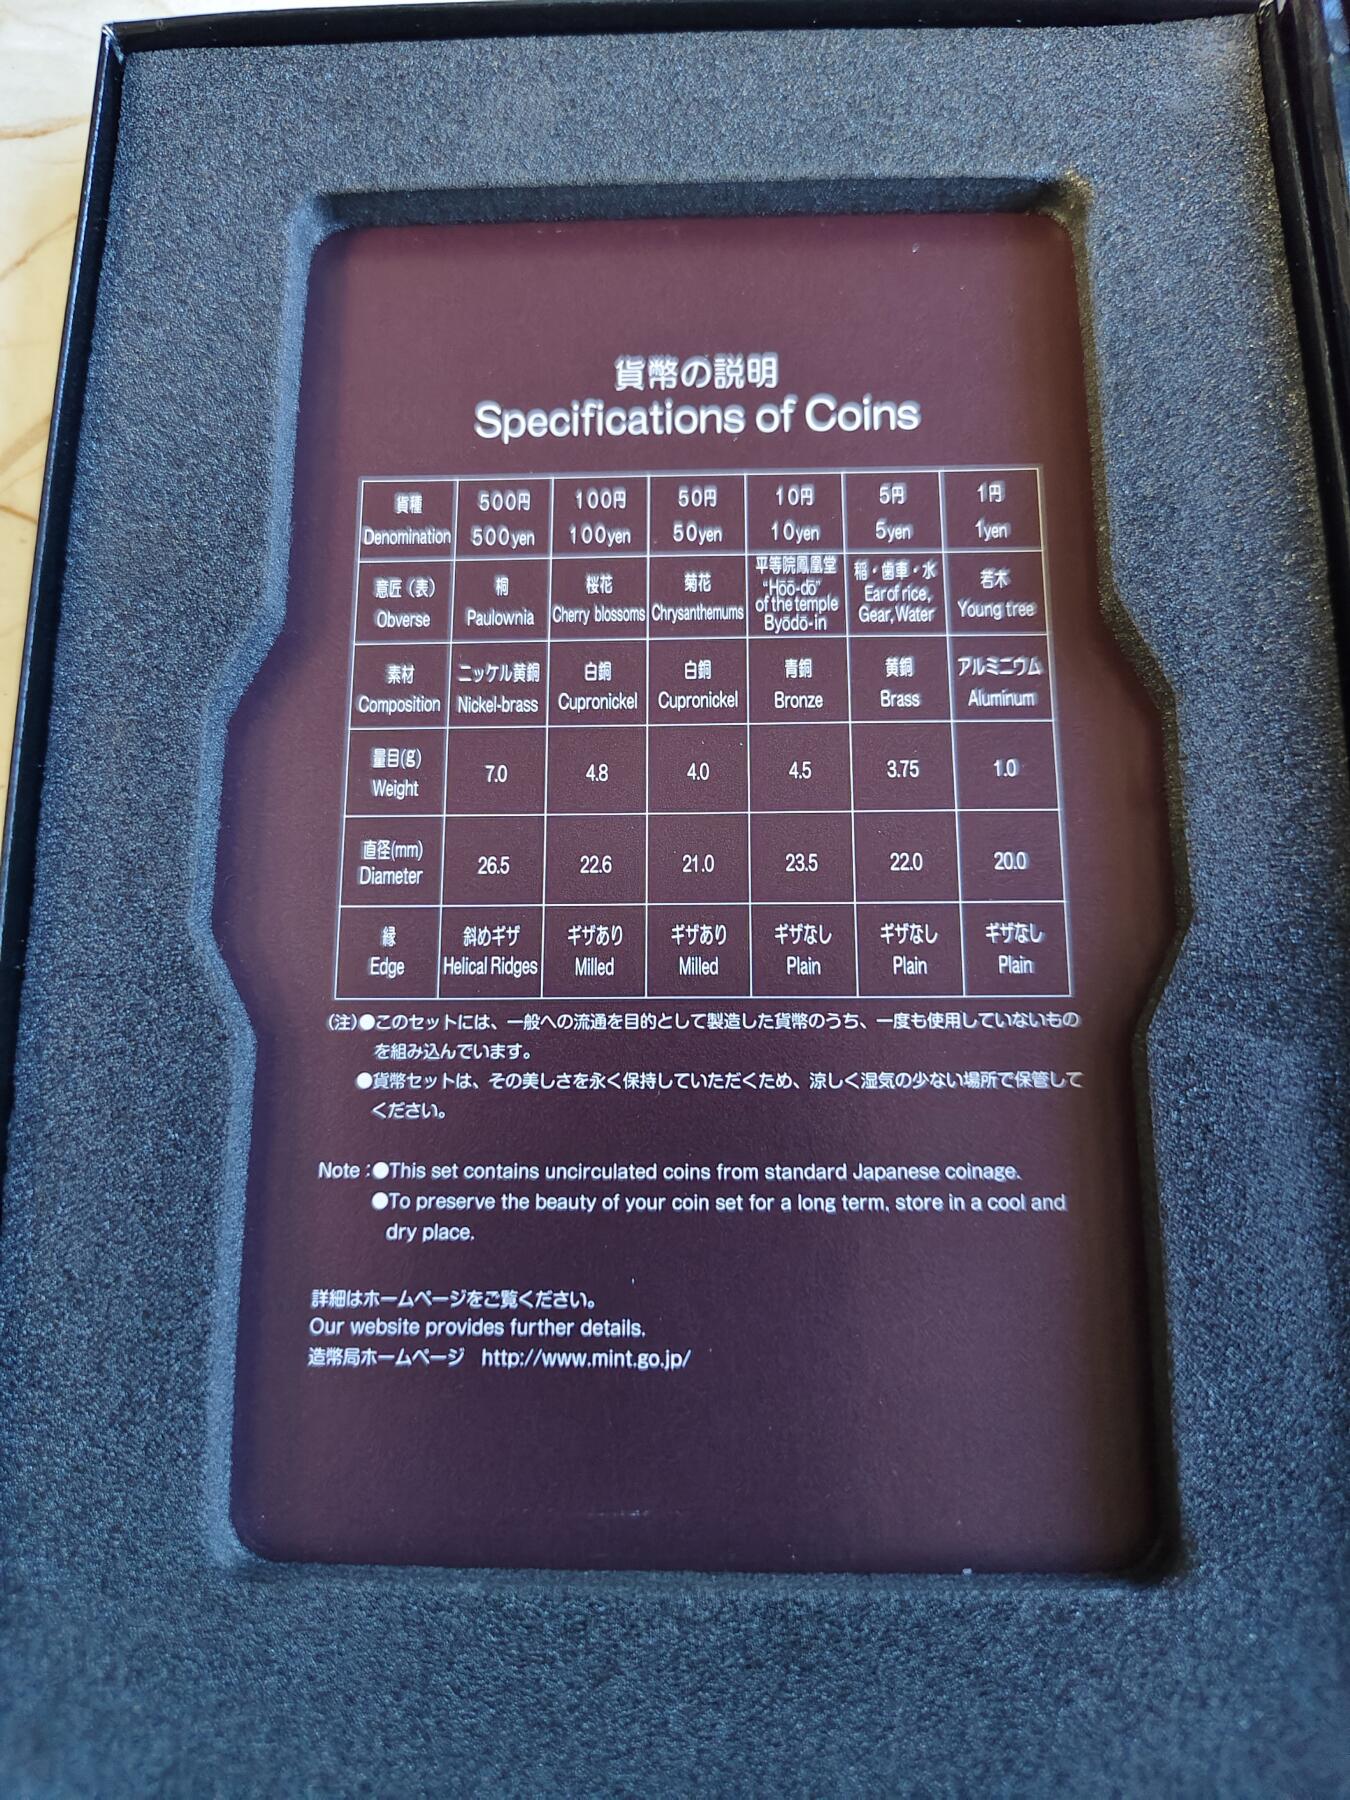 貨幣の説明
Specifications of Coins
貨種 500円 100円 50円 10円 5円 1円
Denomination 500yen 100yen 50yen 10yen 5yen 1yen
意匠（表） 桐 桜花 菊花 平等院鳳凰堂 稲・歯車・水 若木
Obverse Paulownia Cherry blossoms Chrysanthemums "Hōō-dō" of the temple Byōdō-in Ear of rice, Gear, Water Young tree
素材 ニッケル黄銅 白銅 白銅 青銅 黄銅 アルミニウム
Composition Nickel-brass Cupronickel Cupronickel Bronze Brass Aluminum
量目(g)
Weight 7.0 4.8 4.0 4.5 3.75 1.0
直径(mm)
Diameter 26.5 22.6 21.0 23.5 22.0 20.0
縁 斜めギザ ギザあり ギザあり ギザなし ギザなし ギザなし
Edge Helical Ridges Milled Milled Plain Plain Plain
（注）●このセットには、一般への流通を目的として製造した貨幣のうち、一度も使用していないもの
を組み込んでいます。
●貨幣セットは、その美しさを永く保持していただくため、涼しく湿気の少ない場所で保管して
ください。
Note :●This set contains uncirculated coins from standard Japanese coinage.
●To preserve the beauty of your coin set for a long term, store in a cool and
dry place.
詳細はホームページをご覧ください。
Our website provides further details.
造幣局ホームページ http://www.mint.go.jp/